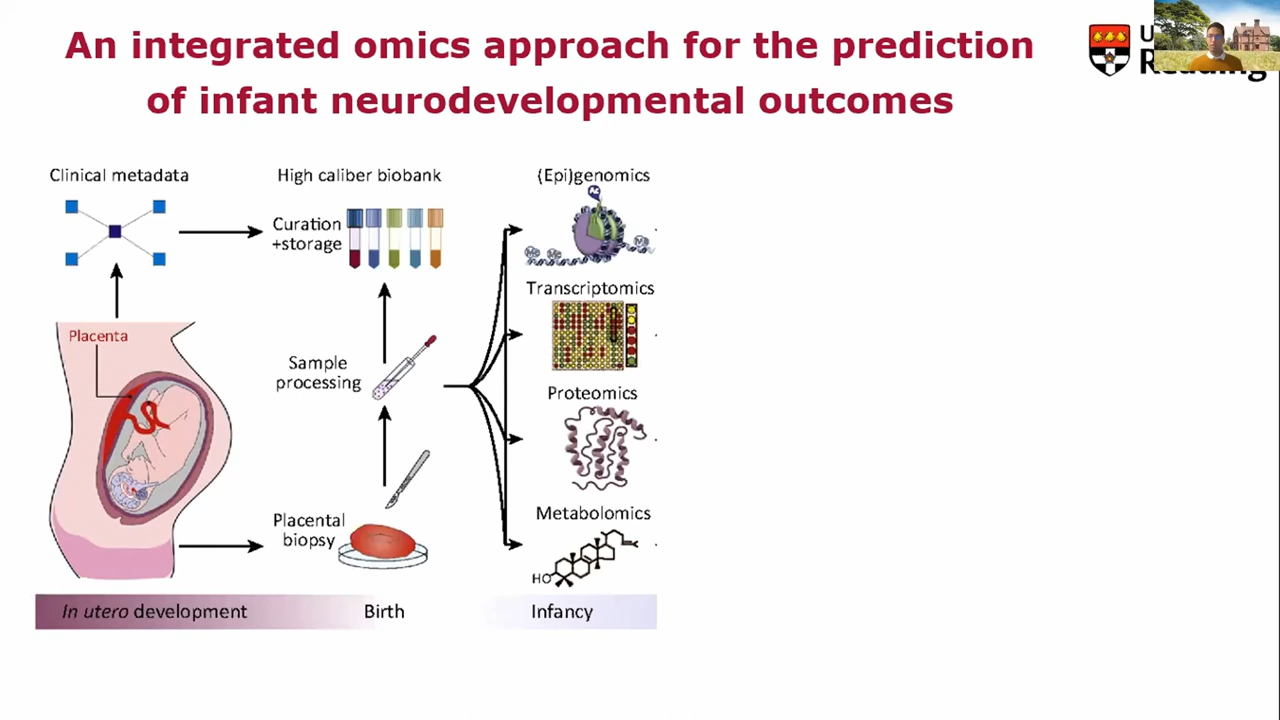 An integrated omics approach for the prediction
of infant neurodevelopmental outcomes
Clinical metadata
High caliber biobank
(Epi)genomics
Curation
+storage
Transcriptomics
Placenta
Sample
processing
Proteomics
Metabolomics
Placental
biopsy
HO
In utero development
Birth
Infancy